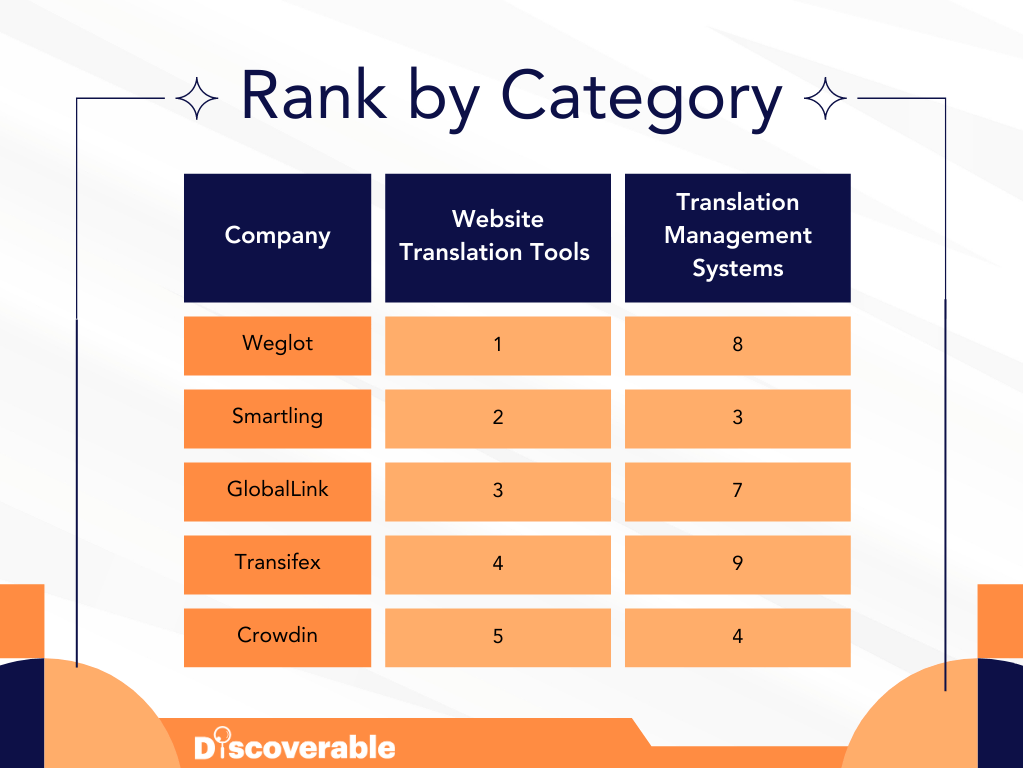 Rank by Category
Company
Website
Translation Tools
Translation
Management
Systems
Weglot
1
8
Smartling
2
3
GlobalLink
3
7
Transifex
4
9
Crowdin
5
4
Discoverable